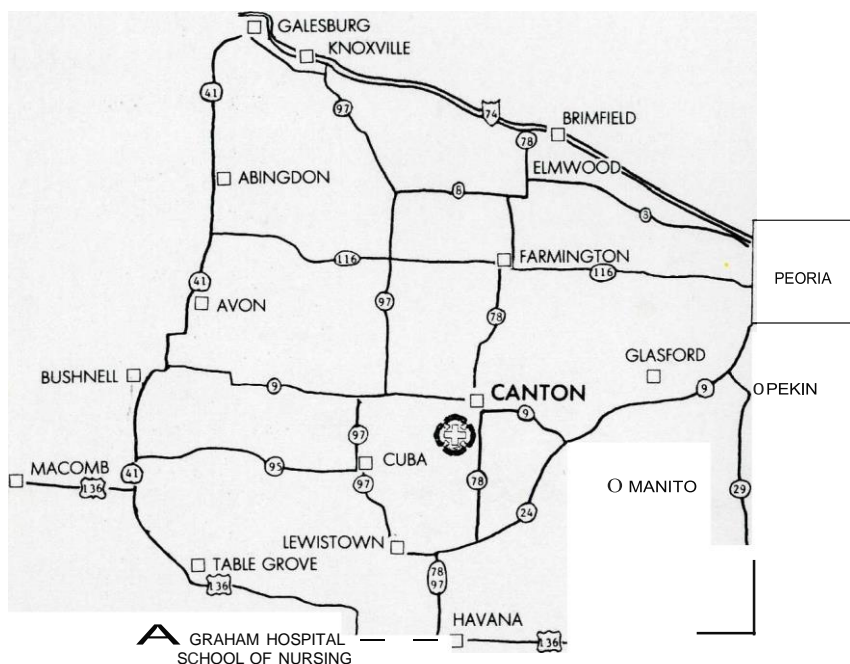 GALESBURG
KNOXVILLE
41
97
74
BRIMFIELD
78
ELMWOOD
ABINGDON
8
8
116
FARMINGTON
116
PEORIA
41
AVON
97
78
GLASFORD
BUSHNELL
9
CANTON
9
O PEKIN
9
97
MACOMB
136
41
95
CUBA
97
78
O MANITO
29
24
LEWISTOWN
TABLE GROVE
136
78
97
HAVANA
136
A GRAHAM HOSPITAL
SCHOOL OF NURSING